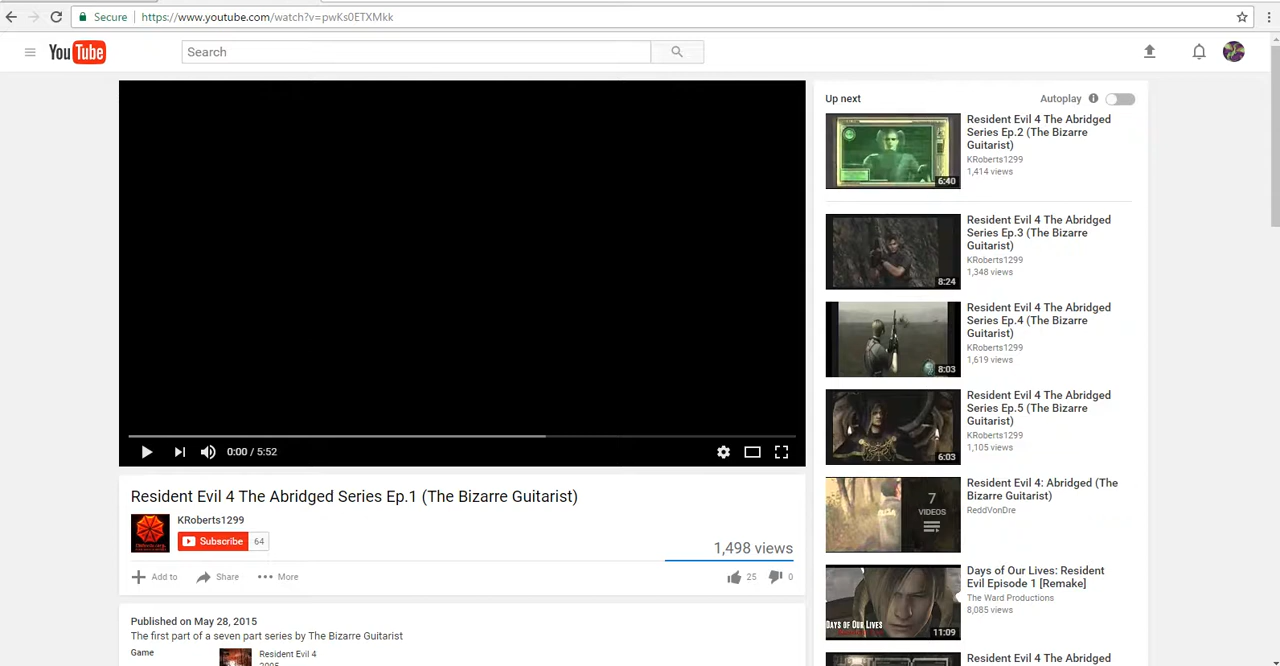 Secure https://www.youtube.com/watch?v=pwKs0ETXMkk
YouTube
Search
0:00 / 5:52
Resident Evil 4 The Abridged Series Ep.1 (The Bizarre Guitarist)
KRoberts1299
Subscribe 64
1,498 views
Add to Share More
25 0
Published on May 28, 2015
The first part of a seven part series by The Bizarre Guitarist
Game
Resident Evil 4
2005
Up next Autoplay
Resident Evil 4 The Abridged
Series Ep.2 (The Bizarre
Guitarist)
KRoberts1299
1,414 views
6:40
Resident Evil 4 The Abridged
Series Ep.3 (The Bizarre
Guitarist)
KRoberts1299
1,348 views
8:24
Resident Evil 4 The Abridged
Series Ep.4 (The Bizarre
Guitarist)
KRoberts1299
1,619 views
8:03
Resident Evil 4 The Abridged
Series Ep.5 (The Bizarre
Guitarist)
KRoberts1299
1,105 views
6:03
Resident Evil 4: Abridged (The
Bizarre Guitarist)
ReddVonDre
7
VIDEOS
Days of Our Lives: Resident
Evil Episode 1 [Remake]
The Ward Productions
8,085 views
DAYS OF OUR LIVES
11:09
Resident Evil 4 The Abridged